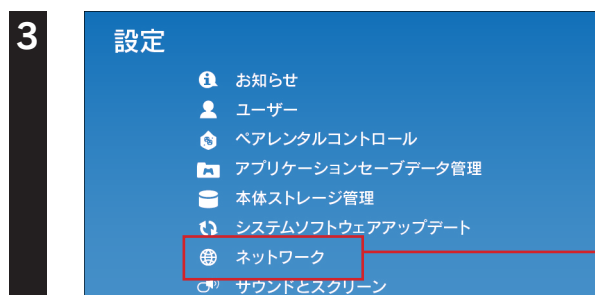 3
設定
お知らせ
ユーザー
ペアレンタルコントロール
アプリケーションセーブデータ管理
本体ストレージ管理
システムソフトウェアアップデート
ネットワーク
サウンドとスクリーン